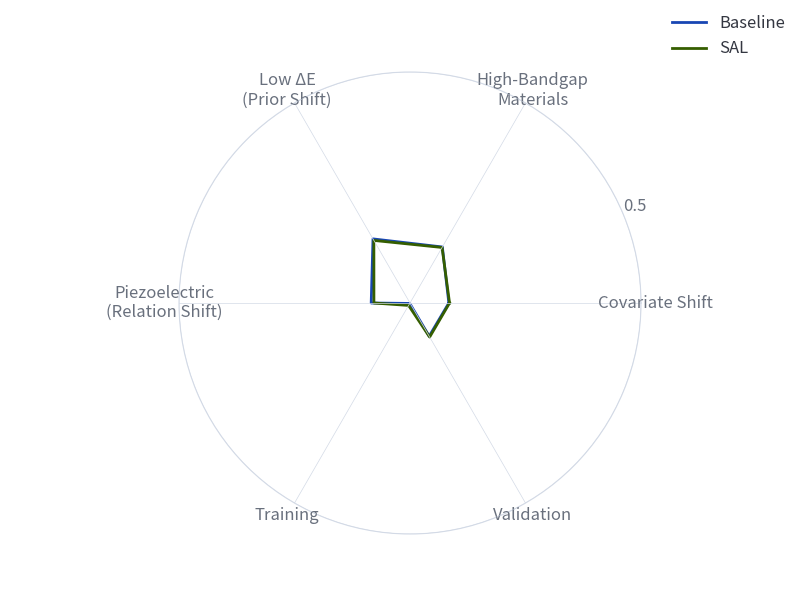 Baseline
SAL
Low ΔE
(Prior Shift)
High-Bandgap
Materials
0.5
Piezoelectric
(Relation Shift)
Covariate Shift
Training
Validation